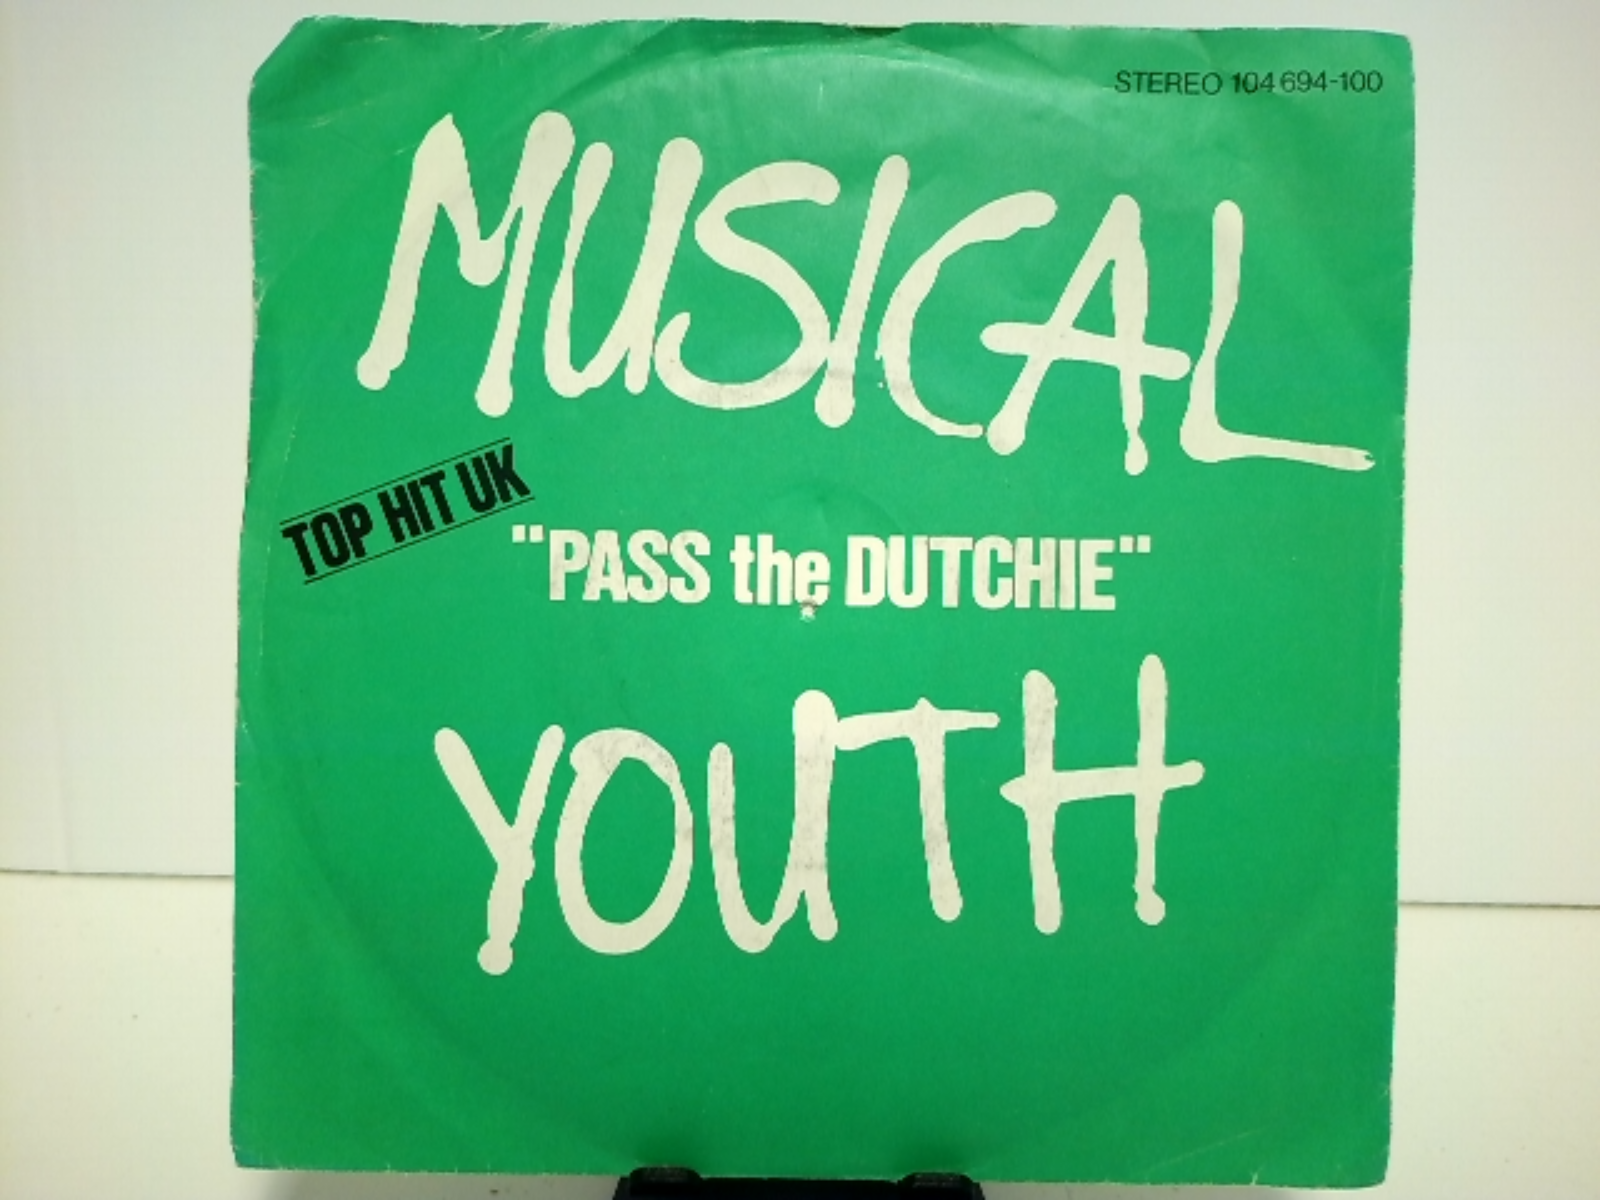 STEREO 104 694-100
MUSICAL
TOP HIT UK
"PASS the DUTCHIE"
YOUTH